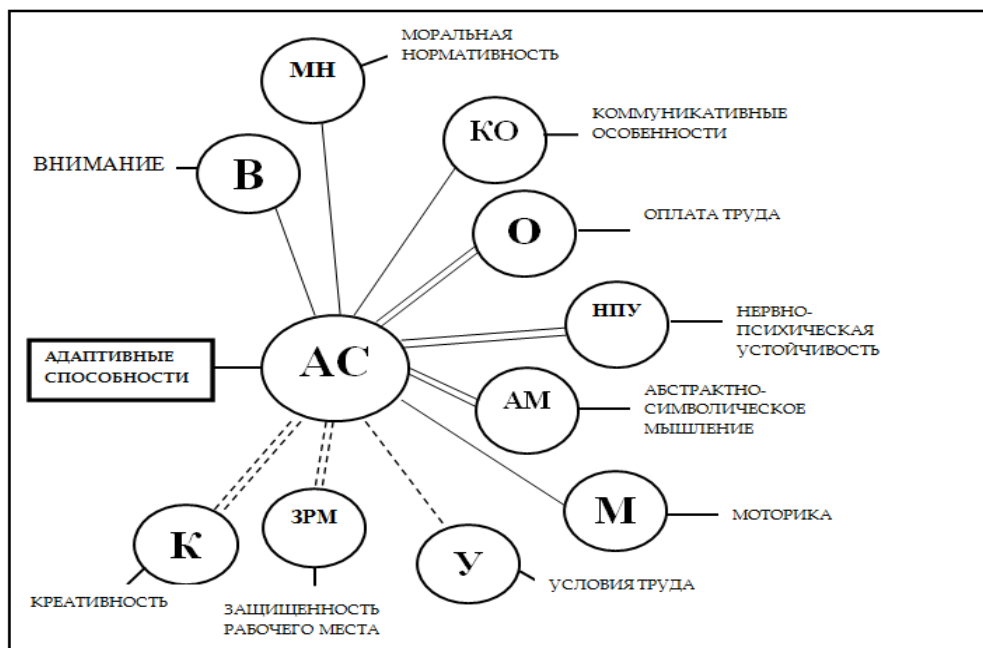 МОРАЛЬНАЯ
НОРМАТИВНОСТЬ
МН
КО
КОММУНИКАТИВНЫЕ
ОСОБЕННОСТИ
ВНИМАНИЕ
В
О
ОПЛАТА ТРУДА
НПУ
НЕРВНО-
ПСИХИЧЕСКАЯ
УСТОЙЧИВОСТЬ
АДАПТИВНЫЕ
СПОСОБНОСТИ
АС
АМ
АБСТРАКТНО-
СИМВОЛИЧЕСКОЕ
МЫШЛЕНИЕ
М
МОТОРИКА
К
КРЕАТИВНОСТЬ
ЗРМ
ЗАЩИЩЕННОСТЬ
РАБОЧЕГО МЕСТА
У
УСЛОВИЯ ТРУДА